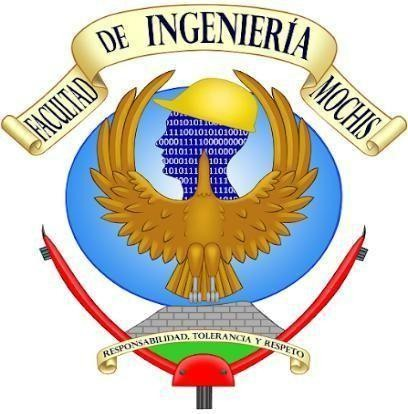 FACULTAD DE INGENIERÍA MOCHIS
RESPONSABILIDAD, TOLERANCIA Y RESPETO